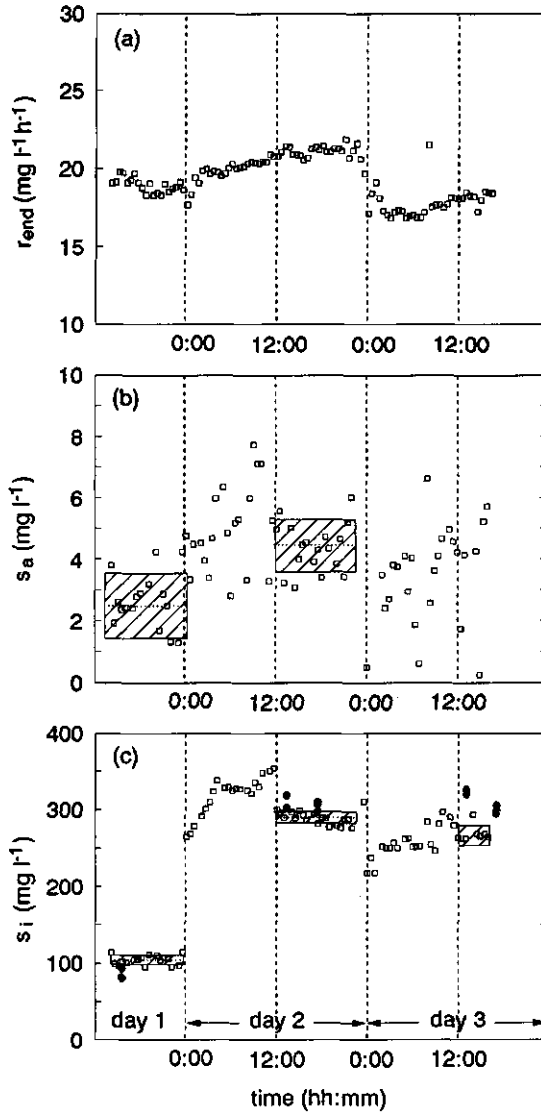 (a)
30
25
20
15
10
r_end (mg l⁻¹h⁻¹)
0:00 12:00 0:00 12:00
(b)
10
8
6
4
2
0
s_a (mg l⁻¹)
0:00 12:00 0:00 12:00
(c)
400
300
200
100
0
s_i (mg l⁻¹)
day 1 day 2 day 3
0:00 12:00 0:00 12:00
time (hh:mm)